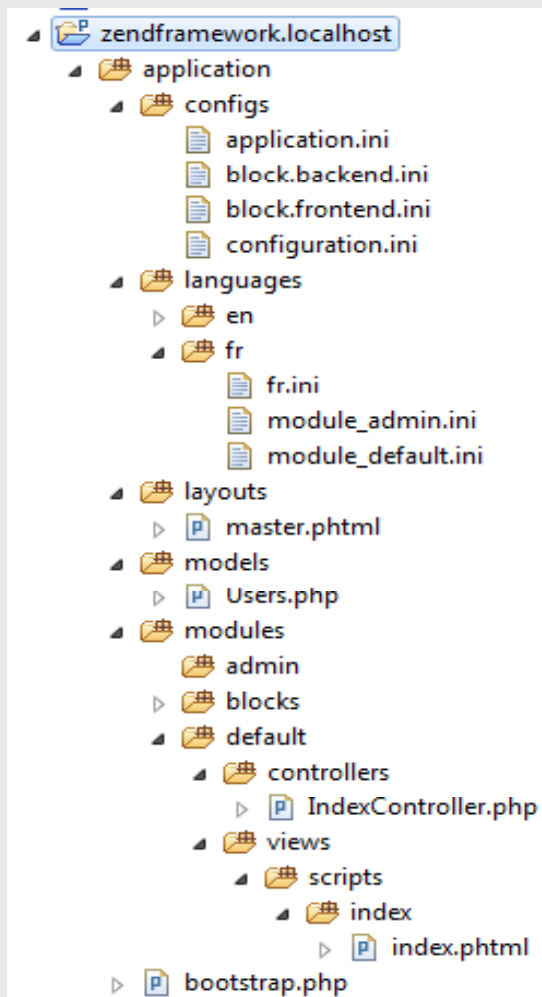 zendframework.localhost
application
configs
application.ini
block.backend.ini
block.frontend.ini
configuration.ini
languages
en
fr
fr.ini
module_admin.ini
module_default.ini
layouts
master.phtml
models
Users.php
modules
admin
blocks
default
controllers
IndexController.php
views
scripts
index
index.phtml
bootstrap.php